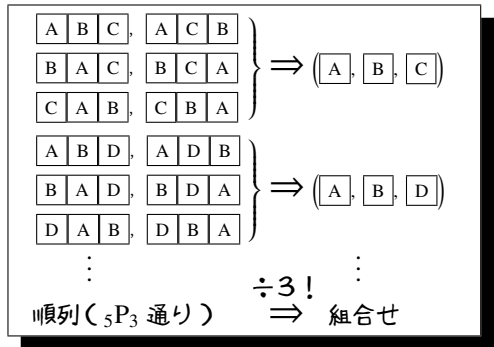 A B C, A C B
B A C, B C A ⇒ (A, B, C)
C A B, C B A
A B D, A D B
B A D, B D A ⇒ (A, B, D)
D A B, D B A
⋮ ⋮
÷3!
順列(₅P₃ 通り) ⇒ 組合せ